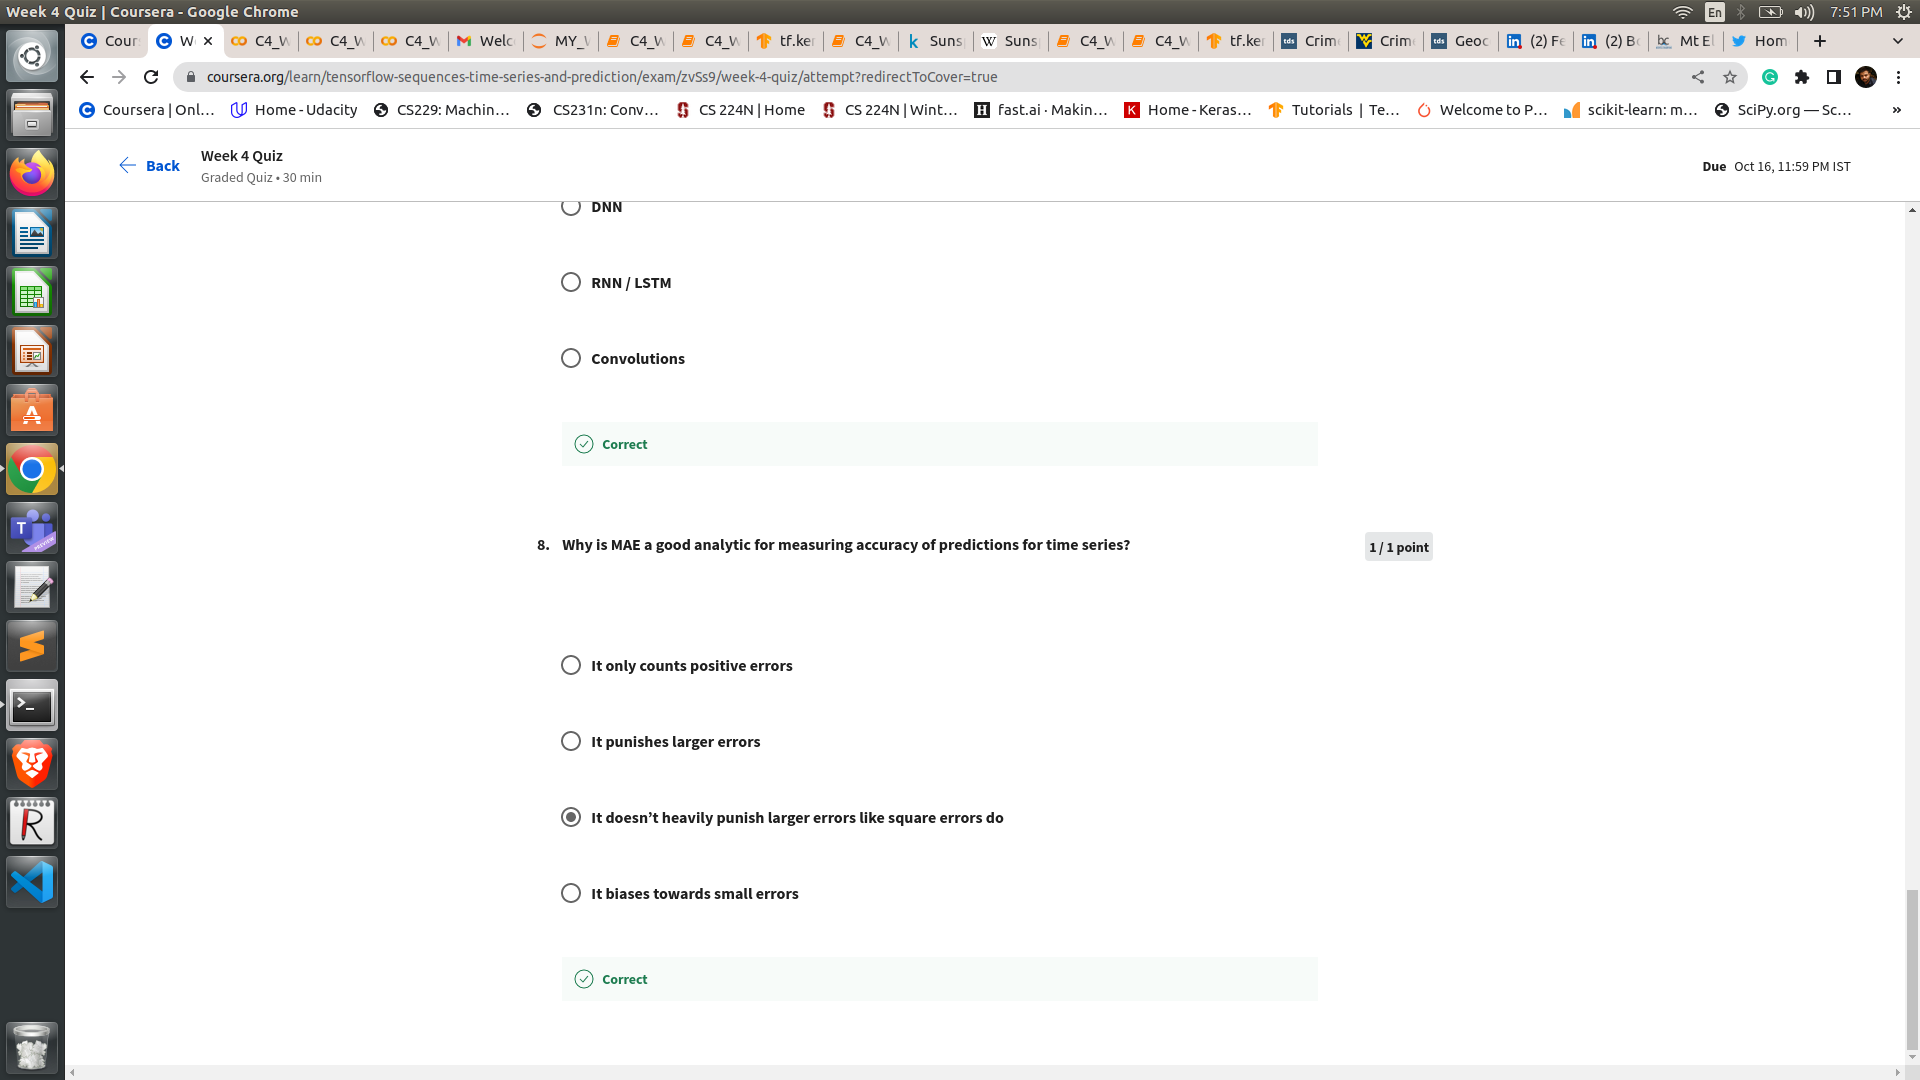 Week 4 Quiz | Coursera - Google Chrome
En
7:51 PM
Cour
W
C4_W
C4_W
C4_W
Welc
MY_
C4_W
C4_W
tf.ker
C4_W
Suns
Suns
C4_W
C4_W
tf.ker
Crim
Crim
Geoc
(2) Fe
(2) Bo
Mt El
Hom
coursera.org/learn/tensorflow-sequences-time-series-and-prediction/exam/zvSs9/week-4-quiz/attempt?redirectToCover=true
Coursera | Onl...
Home - Udacity
CS229: Machin...
CS231n: Conv...
CS 224N | Home
CS 224N | Wint...
fast.ai · Makin...
Home - Keras...
Tutorials | Te...
Welcome to P...
scikit-learn: m...
SciPy.org — Sc...
»
Back
Week 4 Quiz
Graded Quiz • 30 min
Due Oct 16, 11:59 PM IST
DNN
RNN / LSTM
Convolutions
Correct
8. Why is MAE a good analytic for measuring accuracy of predictions for time series?
1 / 1 point
It only counts positive errors
It punishes larger errors
It doesn’t heavily punish larger errors like square errors do
It biases towards small errors
Correct